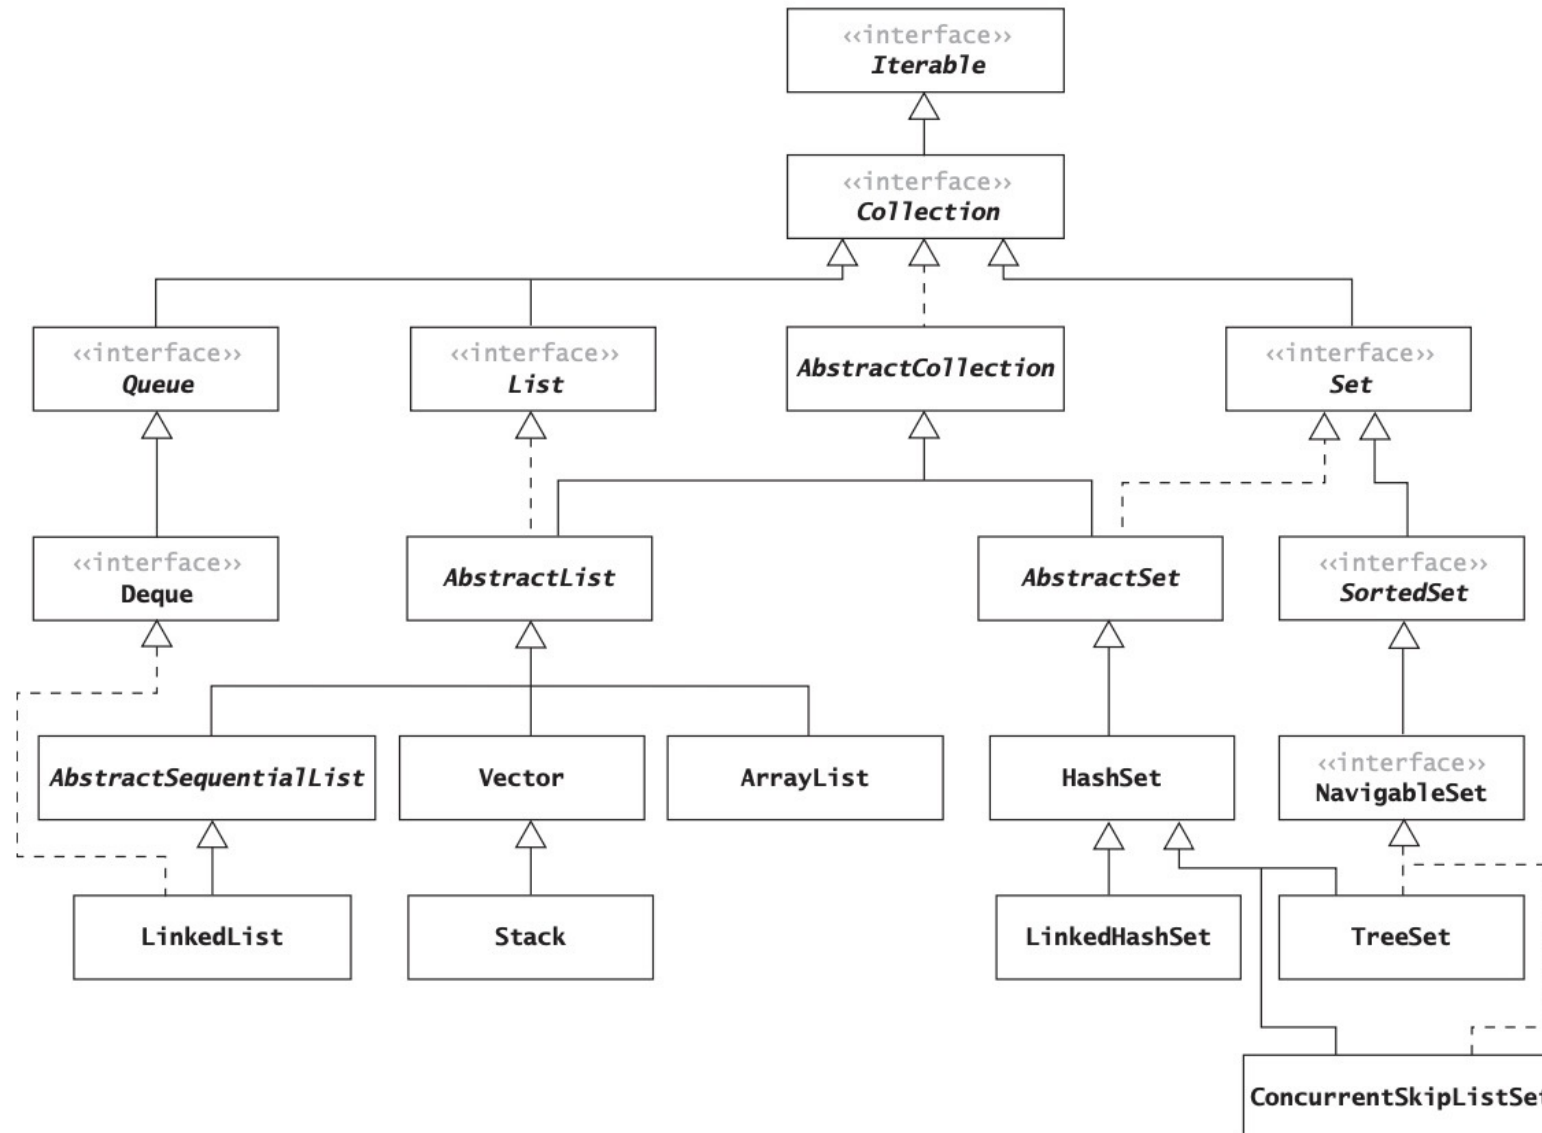 ‹‹interface››
Iterable
‹‹interface››
Collection
‹‹interface››
Queue
‹‹interface››
List
AbstractCollection
‹‹interface››
Set
‹‹interface››
Deque
AbstractList
AbstractSet
‹‹interface››
SortedSet
AbstractSequentialList
Vector
ArrayList
HashSet
‹‹interface››
NavigableSet
LinkedList
Stack
LinkedHashSet
TreeSet
ConcurrentSkipListSet